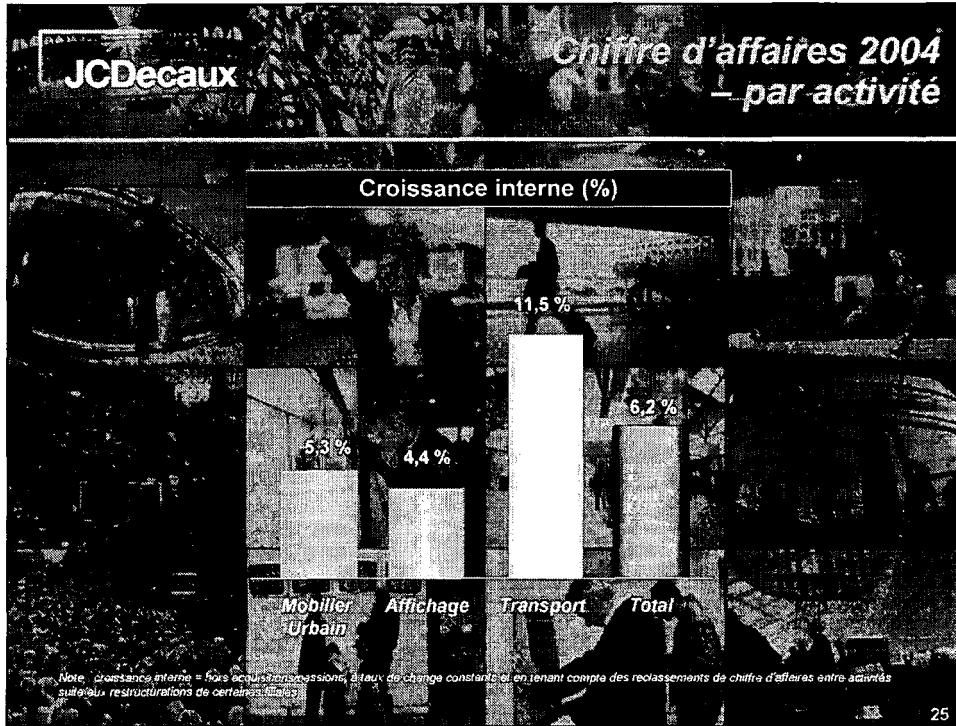 JCDecaux
Chiffre d'affaires 2004
– par activité
Croissance interne (%)
11,5 %
6,2 %
5,3 %
4,4 %
Mobilier Urbain
Affichage
Transport
Total
Note : croissance interne = hors acquisitions/cessions, à taux de change constants et en tenant compte des reclassements de chiffre d'affaires entre activités
suite aux restructurations de certaines filiales
25